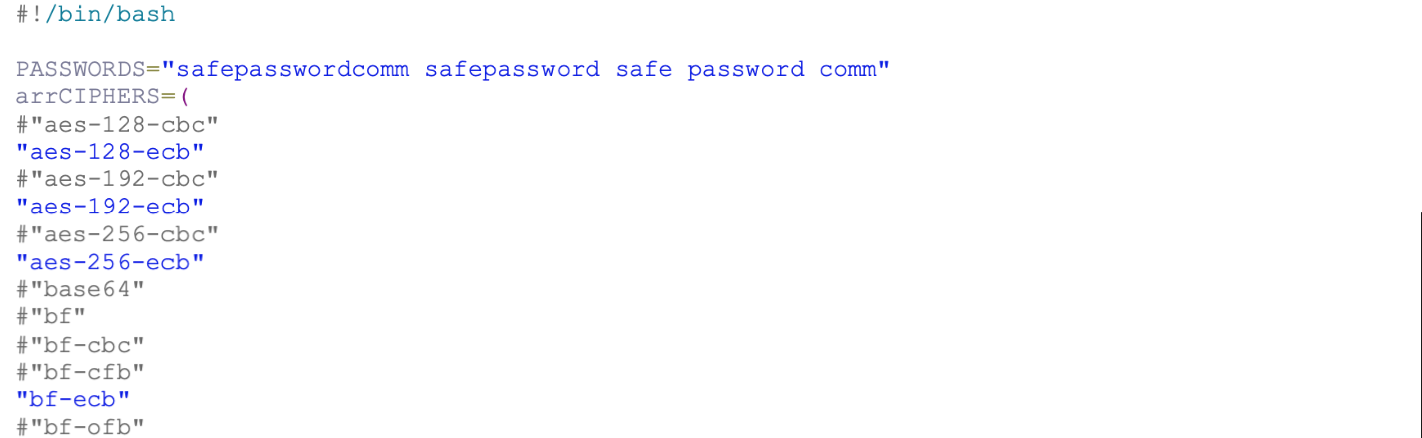 #!/bin/bash
PASSWORDS="safepasswordcomm safepassword safe password comm"
arrCIPHERS=(
#"aes-128-cbc"
"aes-128-ecb"
#"aes-192-cbc"
"aes-192-ecb"
#"aes-256-cbc"
"aes-256-ecb"
#"base64"
#"bf"
#"bf-cbc"
#"bf-cfb"
"bf-ecb"
#"bf-ofb"